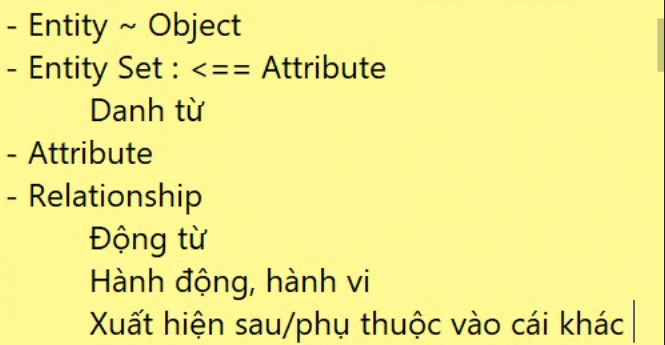 - Entity ~ Object
- Entity Set : <== Attribute
Danh từ
- Attribute
- Relationship
Động từ
Hành động, hành vi
Xuất hiện sau/phụ thuộc vào cái khác